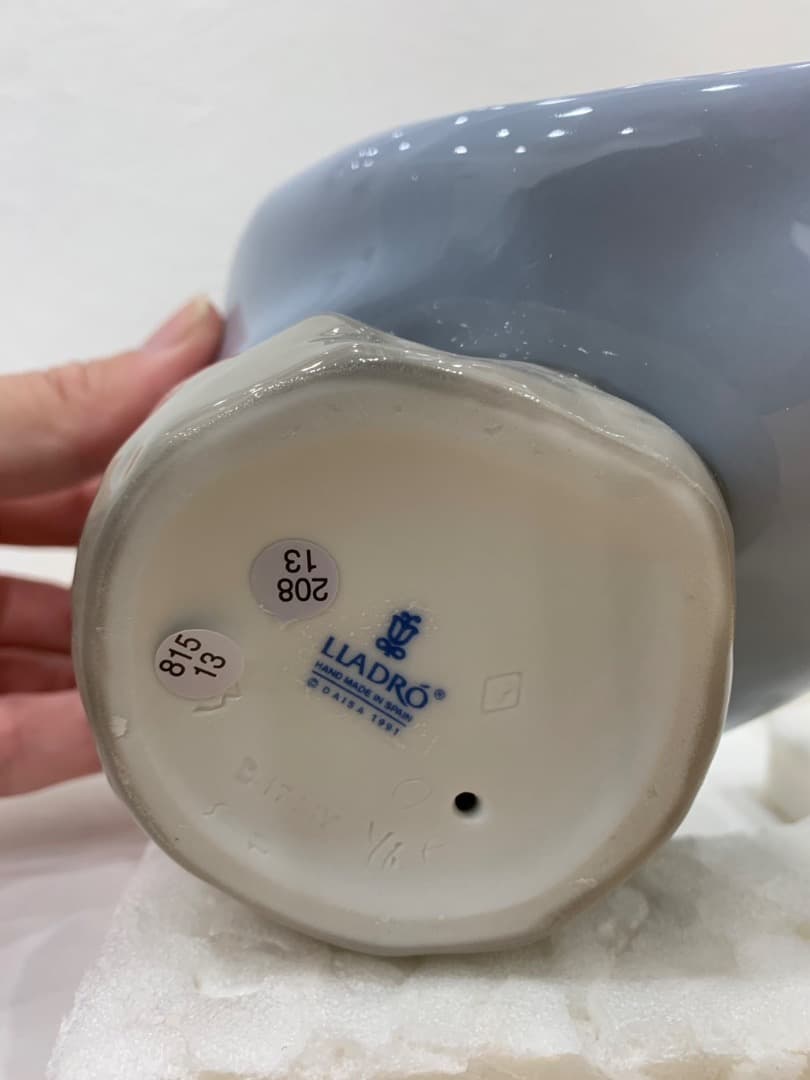 208
13
815
13
LLADRÓ®
HAND MADE IN SPAIN
© DAISA 1991